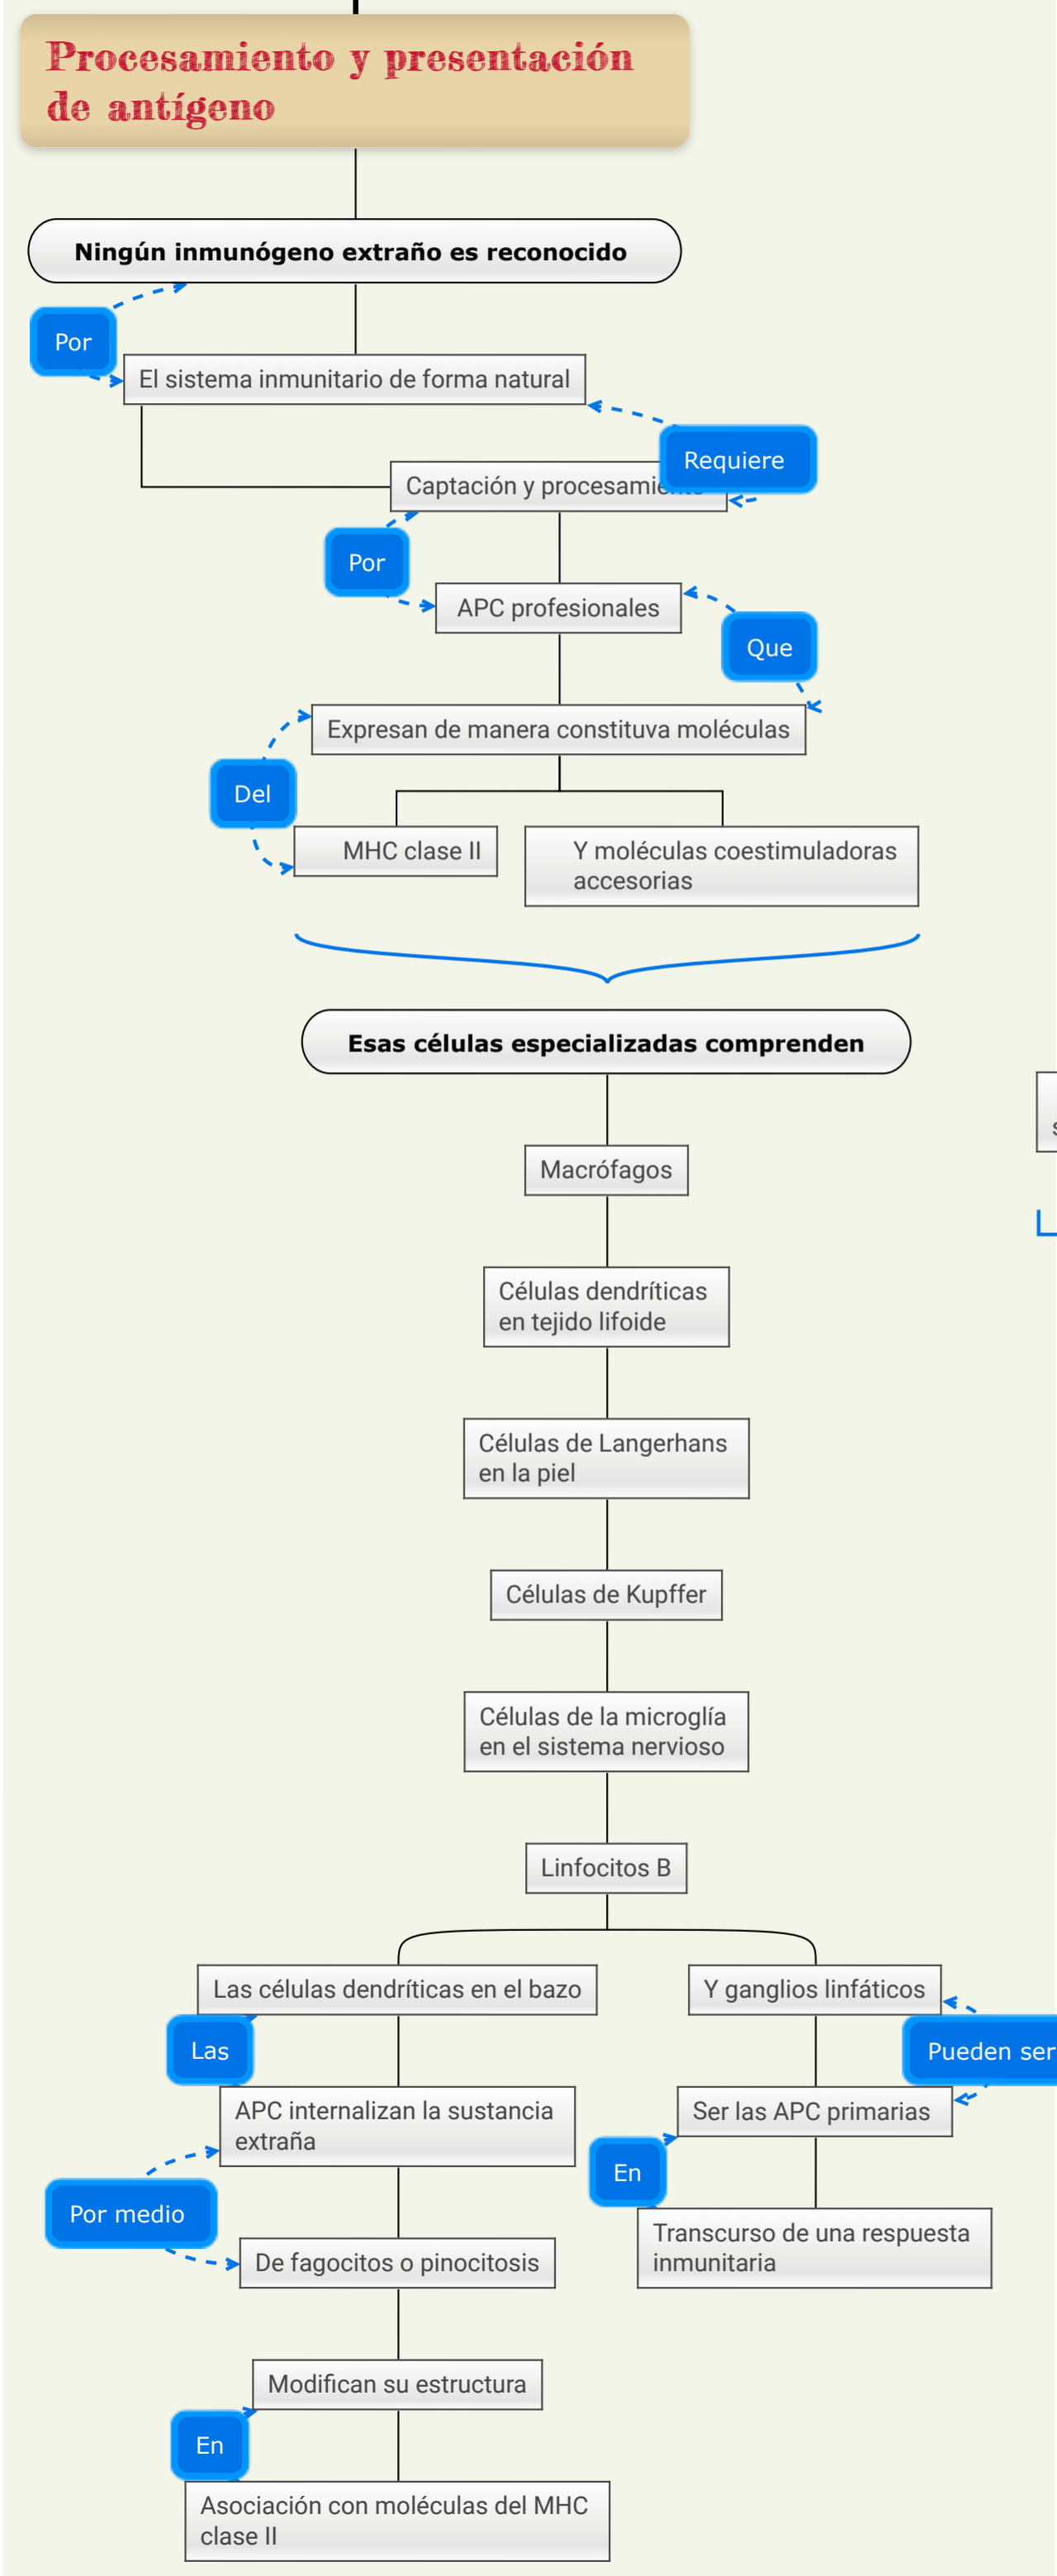 Procesamiento y presentación
de antígeno
Ningún inmunógeno extraño es reconocido
Por
El sistema inmunitario de forma natural
Requiere
Captación y procesamiento
Por
APC profesionales
Que
Expresan de manera constituva moléculas
Del
MHC clase II
Y moléculas coestimuladoras
accesorias
Esas células especializadas comprenden
Macrófagos
Células dendríticas
en tejido lifoide
Células de Langerhans
en la piel
Células de Kupffer
Células de la microglía
en el sistema nervioso
Linfocitos B
Las células dendríticas en el bazo
Y ganglios linfáticos
Las
Pueden ser
APC internalizan la sustancia
extraña
Ser las APC primarias
En
Por medio
Transcurso de una respuesta
inmunitaria
De fagocitos o pinocitosis
Modifican su estructura
En
Asociación con moléculas del MHC
clase II